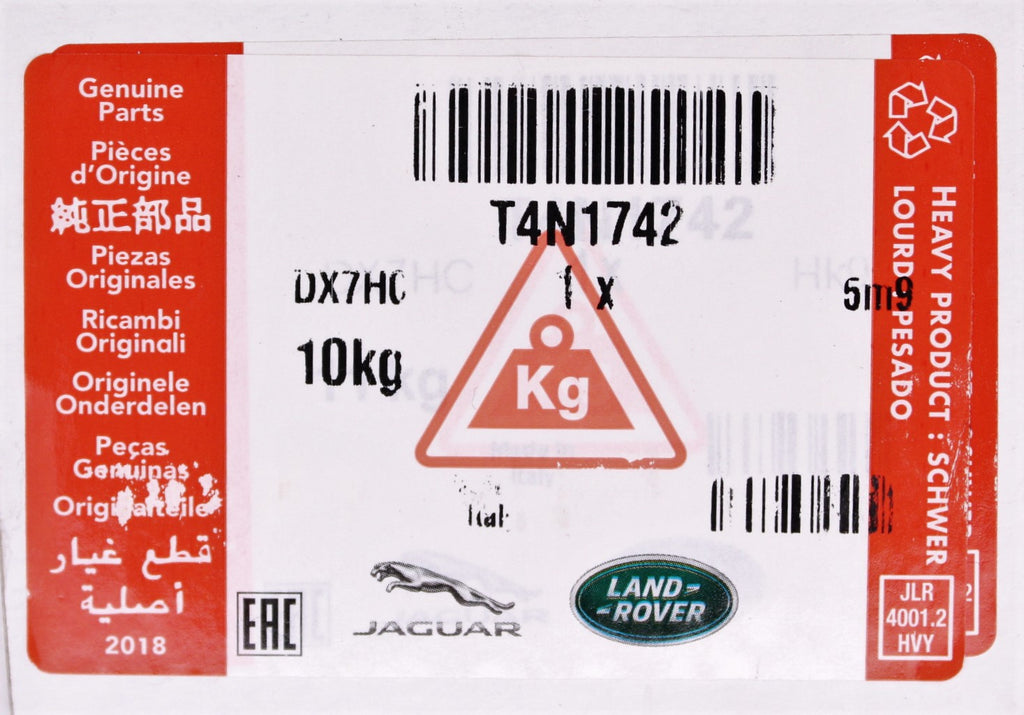 Genuine
Parts
Pièces
d'Origine
純正部品
Piezas
Originales
Ricambi
Originali
Originele
Onderdelen
Peças
Genuinas
Originalteile
قطع غيار
أصلية
2018
T4N1742
DX7HC
1 x
5m9
10kg
Kg
EAC
JAGUAR
LAND-
-ROVER
HEAVY PRODUCT : SCHWER
LOURD : PESADO
JLR
4001.2
HVY